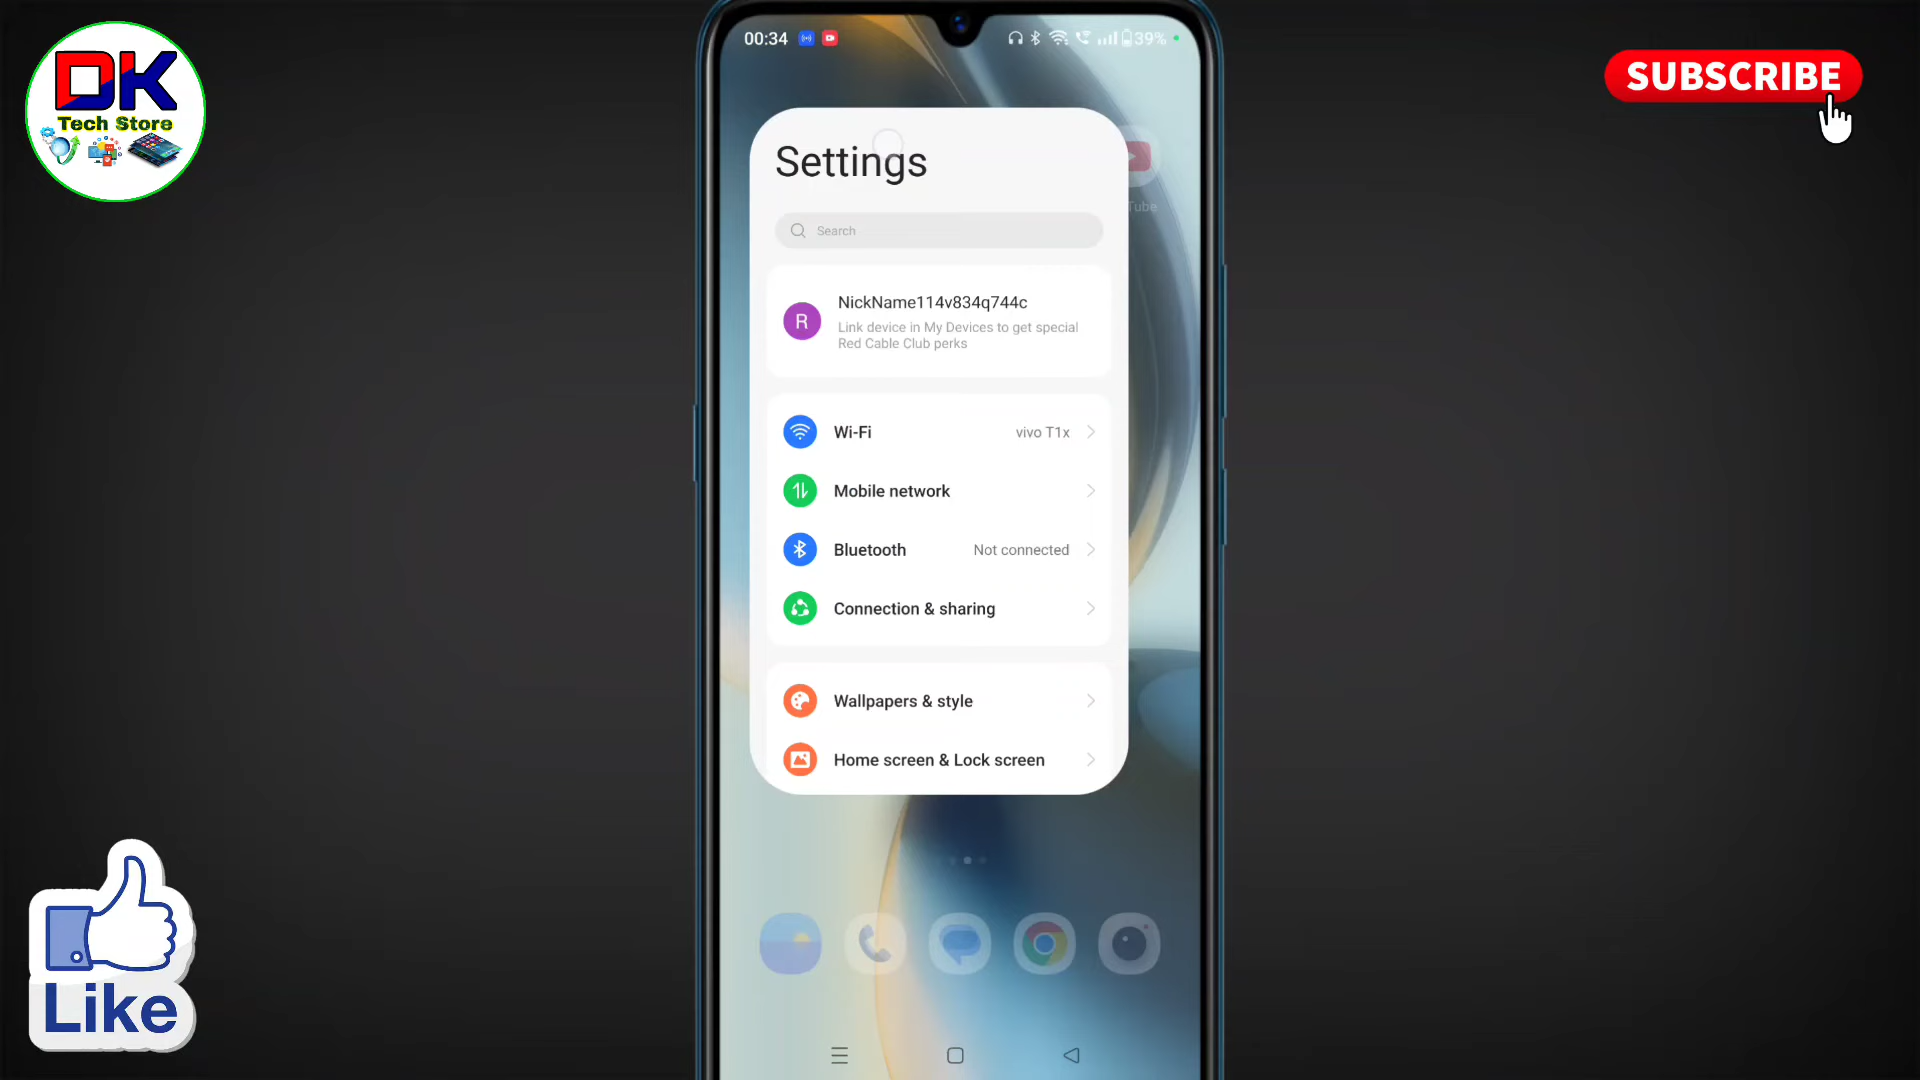 DK
Tech Store
00:34
39%
SUBSCRIBE
Settings
Tube
Search
NickName114v834q744c
Link device in My Devices to get special
Red Cable Club perks
R
Wi-Fi
vivo T1x
Mobile network
Bluetooth
Not connected
Connection & sharing
Wallpapers & style
Home screen & Lock screen
Like